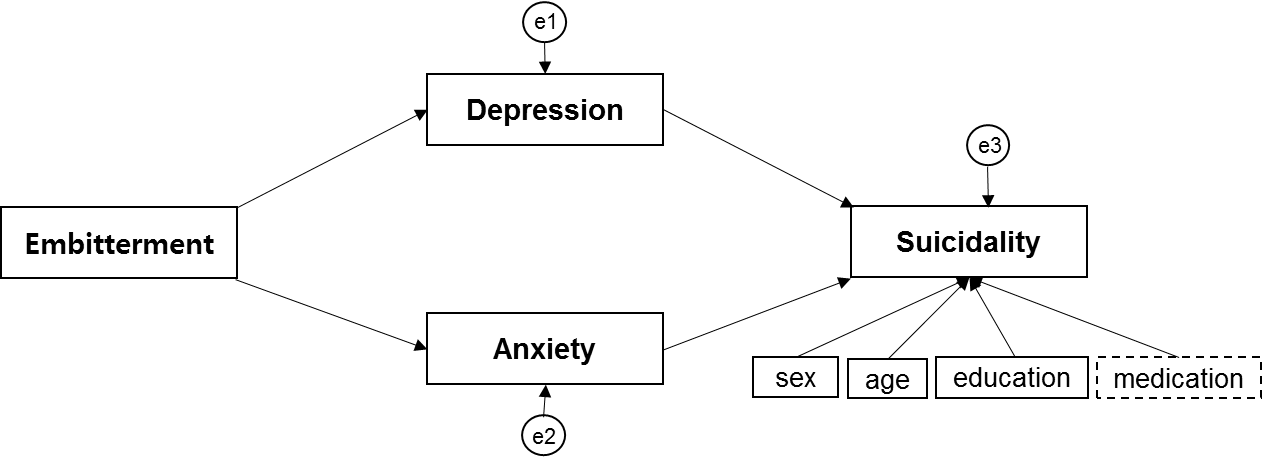 e1
Depression
e3
Embitterment
Suicidality
Anxiety
sex
age
education
medication
e2